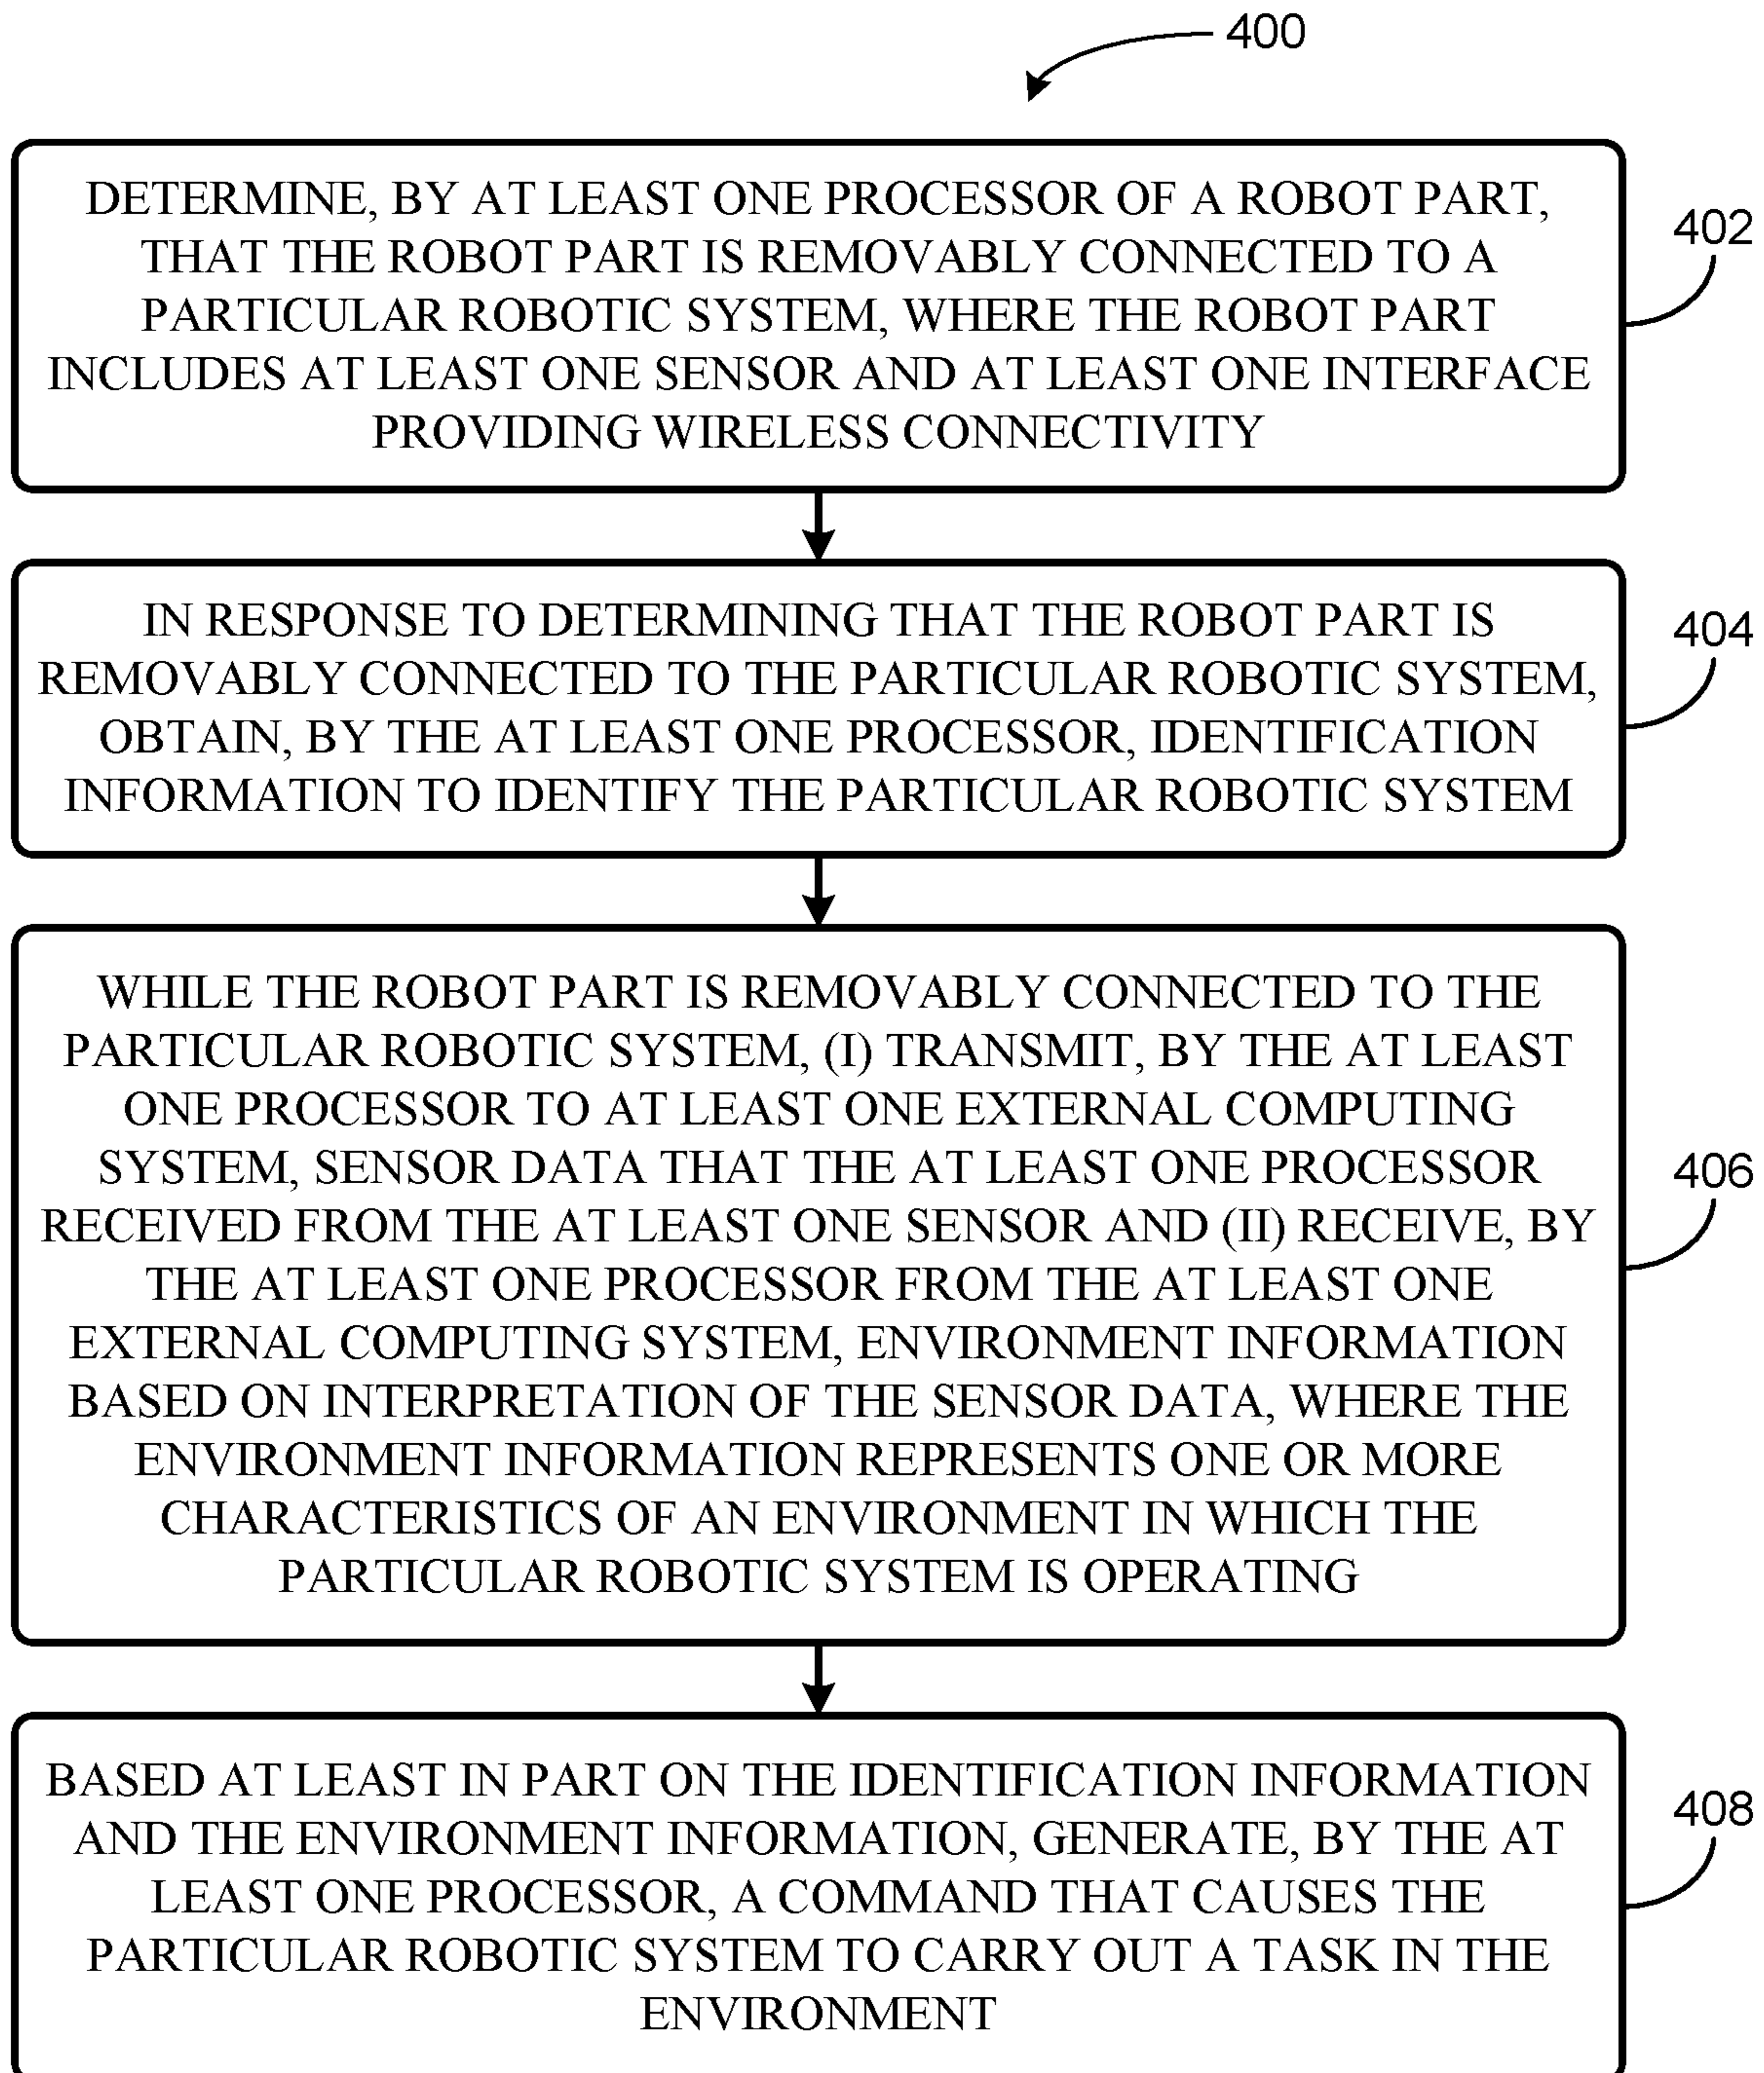 400
DETERMINE, BY AT LEAST ONE PROCESSOR OF A ROBOT PART,
THAT THE ROBOT PART IS REMOVABLY CONNECTED TO A
PARTICULAR ROBOTIC SYSTEM, WHERE THE ROBOT PART
INCLUDES AT LEAST ONE SENSOR AND AT LEAST ONE INTERFACE
PROVIDING WIRELESS CONNECTIVITY
402
IN RESPONSE TO DETERMINING THAT THE ROBOT PART IS
REMOVABLY CONNECTED TO THE PARTICULAR ROBOTIC SYSTEM,
OBTAIN, BY THE AT LEAST ONE PROCESSOR, IDENTIFICATION
INFORMATION TO IDENTIFY THE PARTICULAR ROBOTIC SYSTEM
404
WHILE THE ROBOT PART IS REMOVABLY CONNECTED TO THE
PARTICULAR ROBOTIC SYSTEM, (I) TRANSMIT, BY THE AT LEAST
ONE PROCESSOR TO AT LEAST ONE EXTERNAL COMPUTING
SYSTEM, SENSOR DATA THAT THE AT LEAST ONE PROCESSOR
RECEIVED FROM THE AT LEAST ONE SENSOR AND (II) RECEIVE, BY
THE AT LEAST ONE PROCESSOR FROM THE AT LEAST ONE
EXTERNAL COMPUTING SYSTEM, ENVIRONMENT INFORMATION
BASED ON INTERPRETATION OF THE SENSOR DATA, WHERE THE
ENVIRONMENT INFORMATION REPRESENTS ONE OR MORE
CHARACTERISTICS OF AN ENVIRONMENT IN WHICH THE
PARTICULAR ROBOTIC SYSTEM IS OPERATING
406
BASED AT LEAST IN PART ON THE IDENTIFICATION INFORMATION
AND THE ENVIRONMENT INFORMATION, GENERATE, BY THE AT
LEAST ONE PROCESSOR, A COMMAND THAT CAUSES THE
PARTICULAR ROBOTIC SYSTEM TO CARRY OUT A TASK IN THE
ENVIRONMENT
408